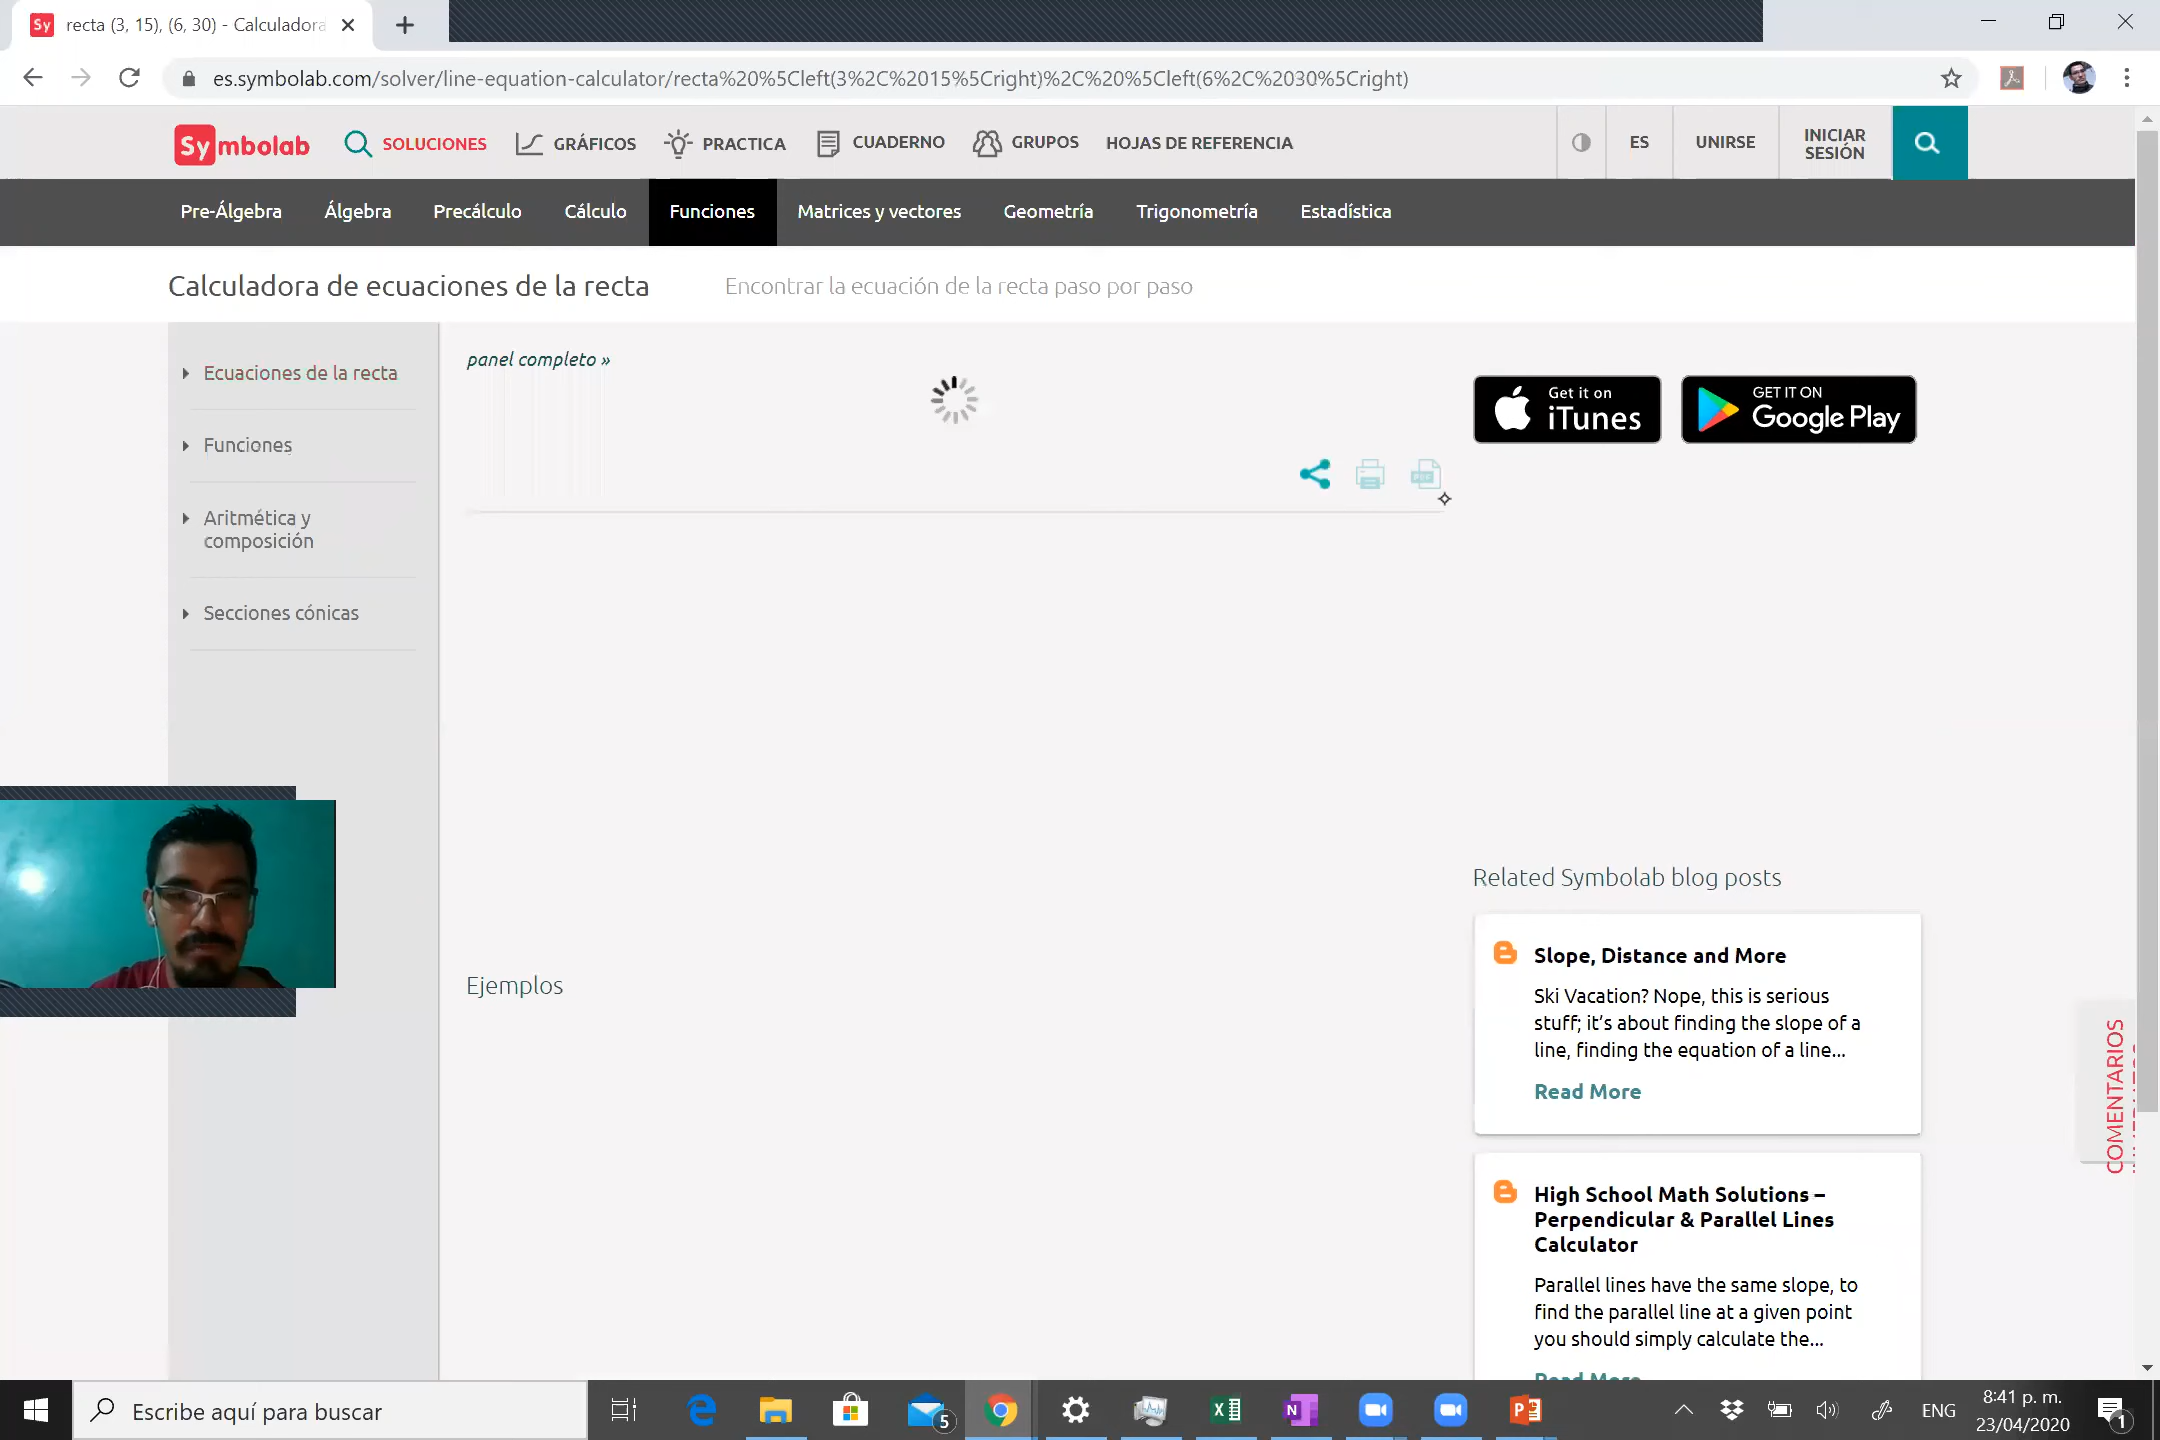 Sy recta (3, 15), (6, 30) - Calculadora
es.symbolab.com/solver/line-equation-calculator/recta%20%5Cleft(3%2C%2015%5Cright)%2C%20%5Cleft(6%2C%2030%5Cright)
Symbolab SOLUCIONES GRÁFICOS PRACTICA CUADERNO GRUPOS HOJAS DE REFERENCIA ES UNIRSE INICIAR
SESIÓN
Pre-Álgebra Álgebra Precálculo Cálculo Funciones Matrices y vectores Geometría Trigonometría Estadística
Calculadora de ecuaciones de la recta Encontrar la ecuación de la recta paso por paso
Ecuaciones de la recta
Funciones
Aritmética y
composición
Secciones cónicas
panel completo »
PDF
Get it on
iTunes
GET IT ON
Google Play
Ejemplos
Related Symbolab blog posts
Slope, Distance and More
Ski Vacation? Nope, this is serious
stuff; it's about finding the slope of a
line, finding the equation of a line...
Read More
High School Math Solutions –
Perpendicular & Parallel Lines
Calculator
Parallel lines have the same slope, to
find the parallel line at a given point
you should simply calculate the...
Read More
COMENTARIOS
Escribe aquí para buscar
5
ENG
8:41 p. m.
23/04/2020
1